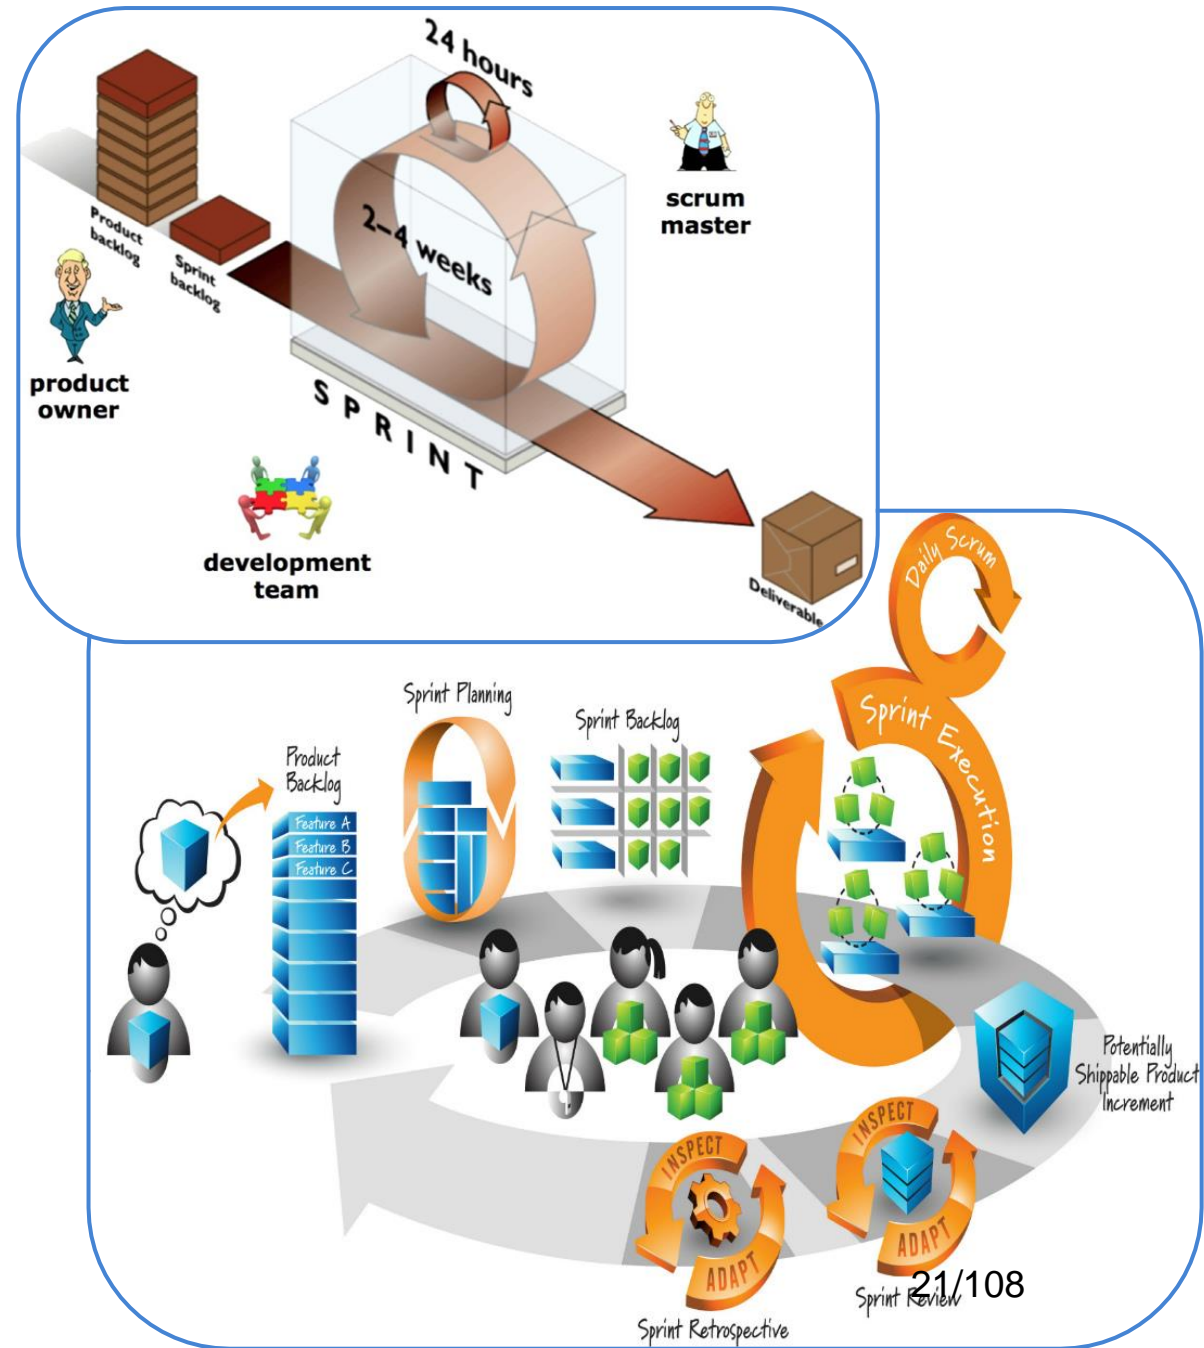 24 hours
Product
backlog
Sprint
backlog
2–4 weeks
scrum
master
product
owner
SPRINT
development
team
Deliverable
Daily Scrum
Sprint Planning
Sprint Backlog
Sprint Execution
Product
Backlog
Feature A
Feature B
Feature C
Potentially
Shippable Product
Increment
INSPECT
ADAPT
Sprint Review
INSPECT
ADAPT
Sprint Retrospective
21/108